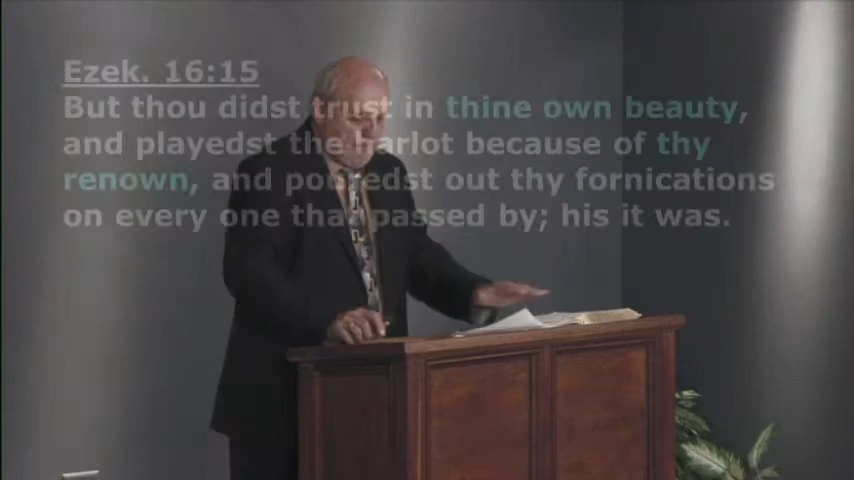 Ezek. 16:15
But thou didst trust in thine own beauty,
and playedst the harlot because of thy
renown, and pouredst out thy fornications
on every one that passed by; his it was.